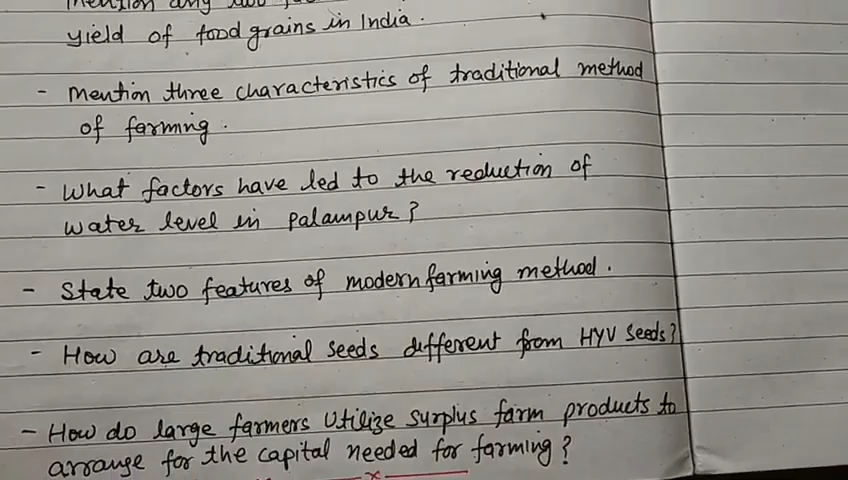 mention any two
yield of food grains in India.
- Mention three characteristics of traditional method
of farming.
- What factors have led to the reduction of
water level in palampur?
- State two features of modern farming method.
- How are traditional seeds different from HYV seeds?
- How do large farmers utilize surplus farm products to
arrange for the capital needed for farming?
x